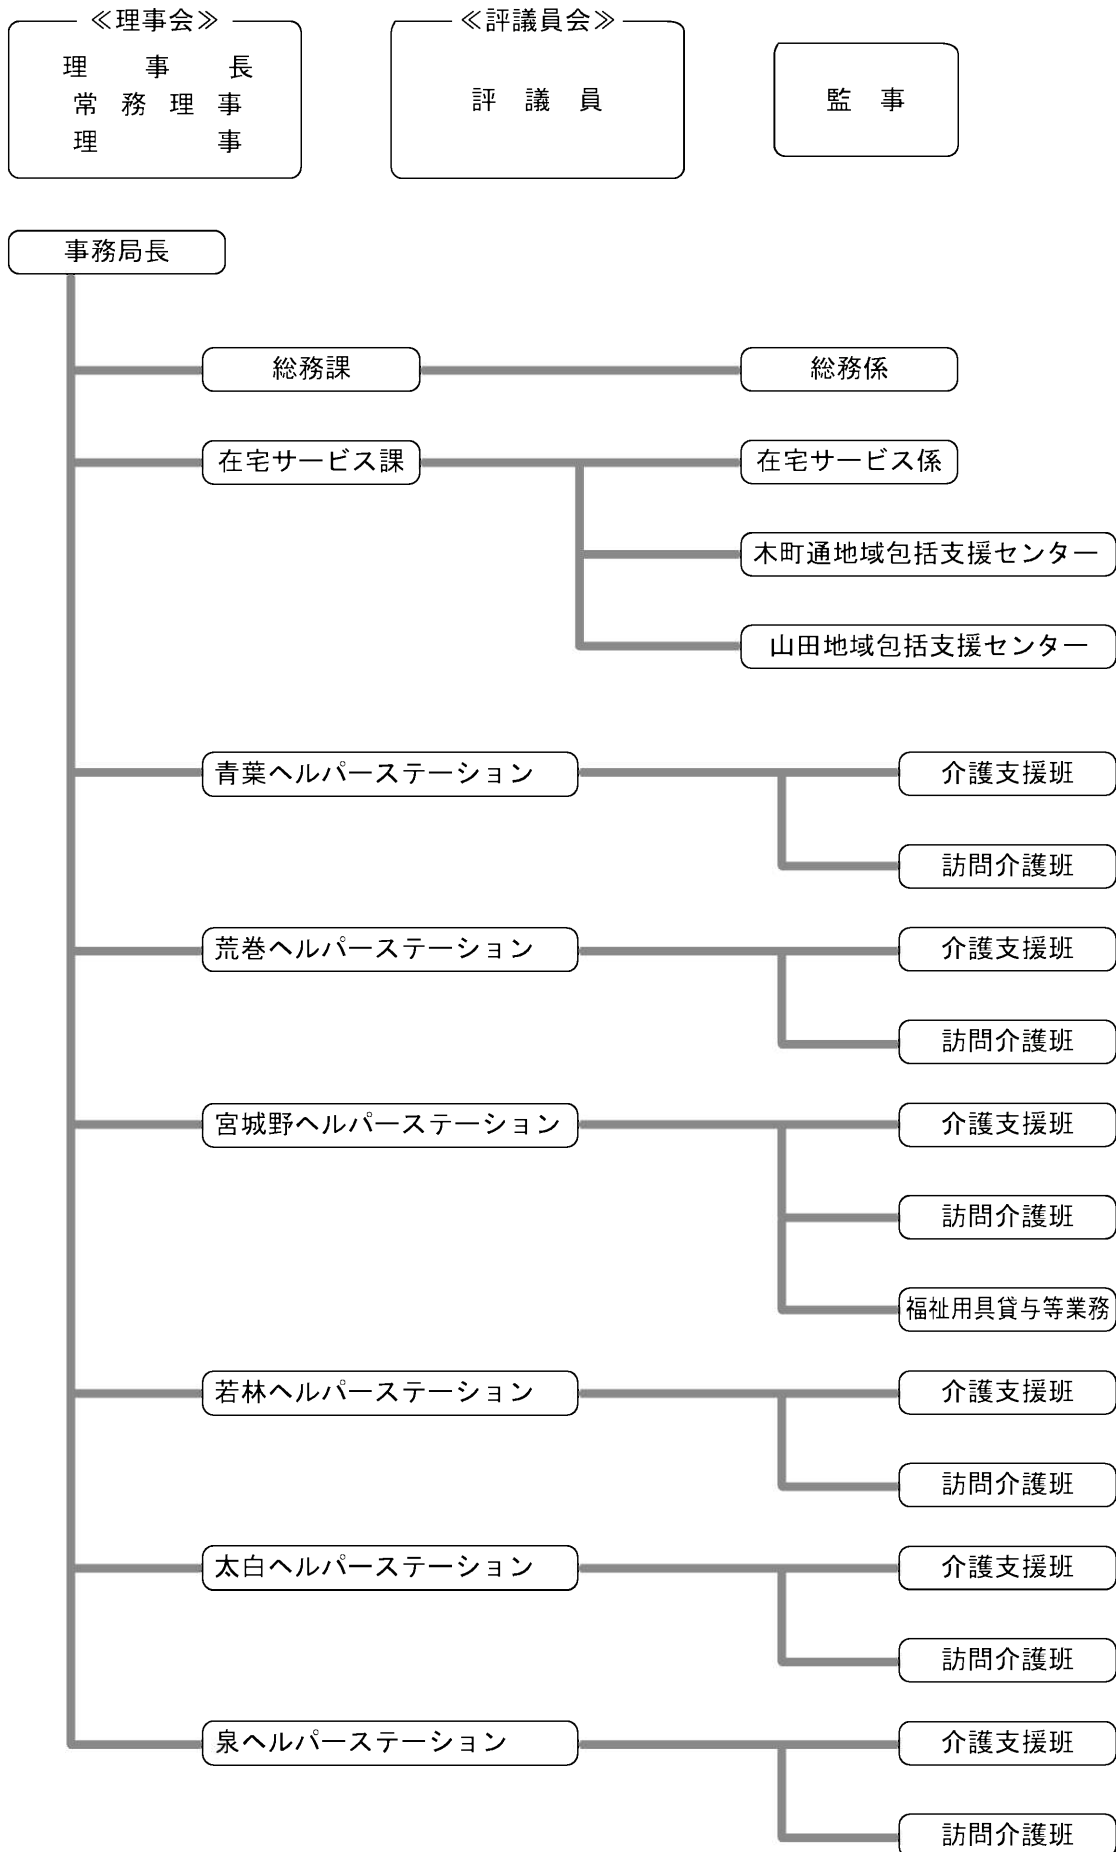 ≪理事会≫
理事長
常務理事
理事
≪評議員会≫
評議員
監事
事務局長
総務課
総務係
在宅サービス課
在宅サービス係
木町通地域包括支援センター
山田地域包括支援センター
青葉ヘルパーステーション
介護支援班
訪問介護班
荒巻ヘルパーステーション
介護支援班
訪問介護班
宮城野ヘルパーステーション
介護支援班
訪問介護班
福祉用具貸与等業務
若林ヘルパーステーション
介護支援班
訪問介護班
太白ヘルパーステーション
介護支援班
訪問介護班
泉ヘルパーステーション
介護支援班
訪問介護班